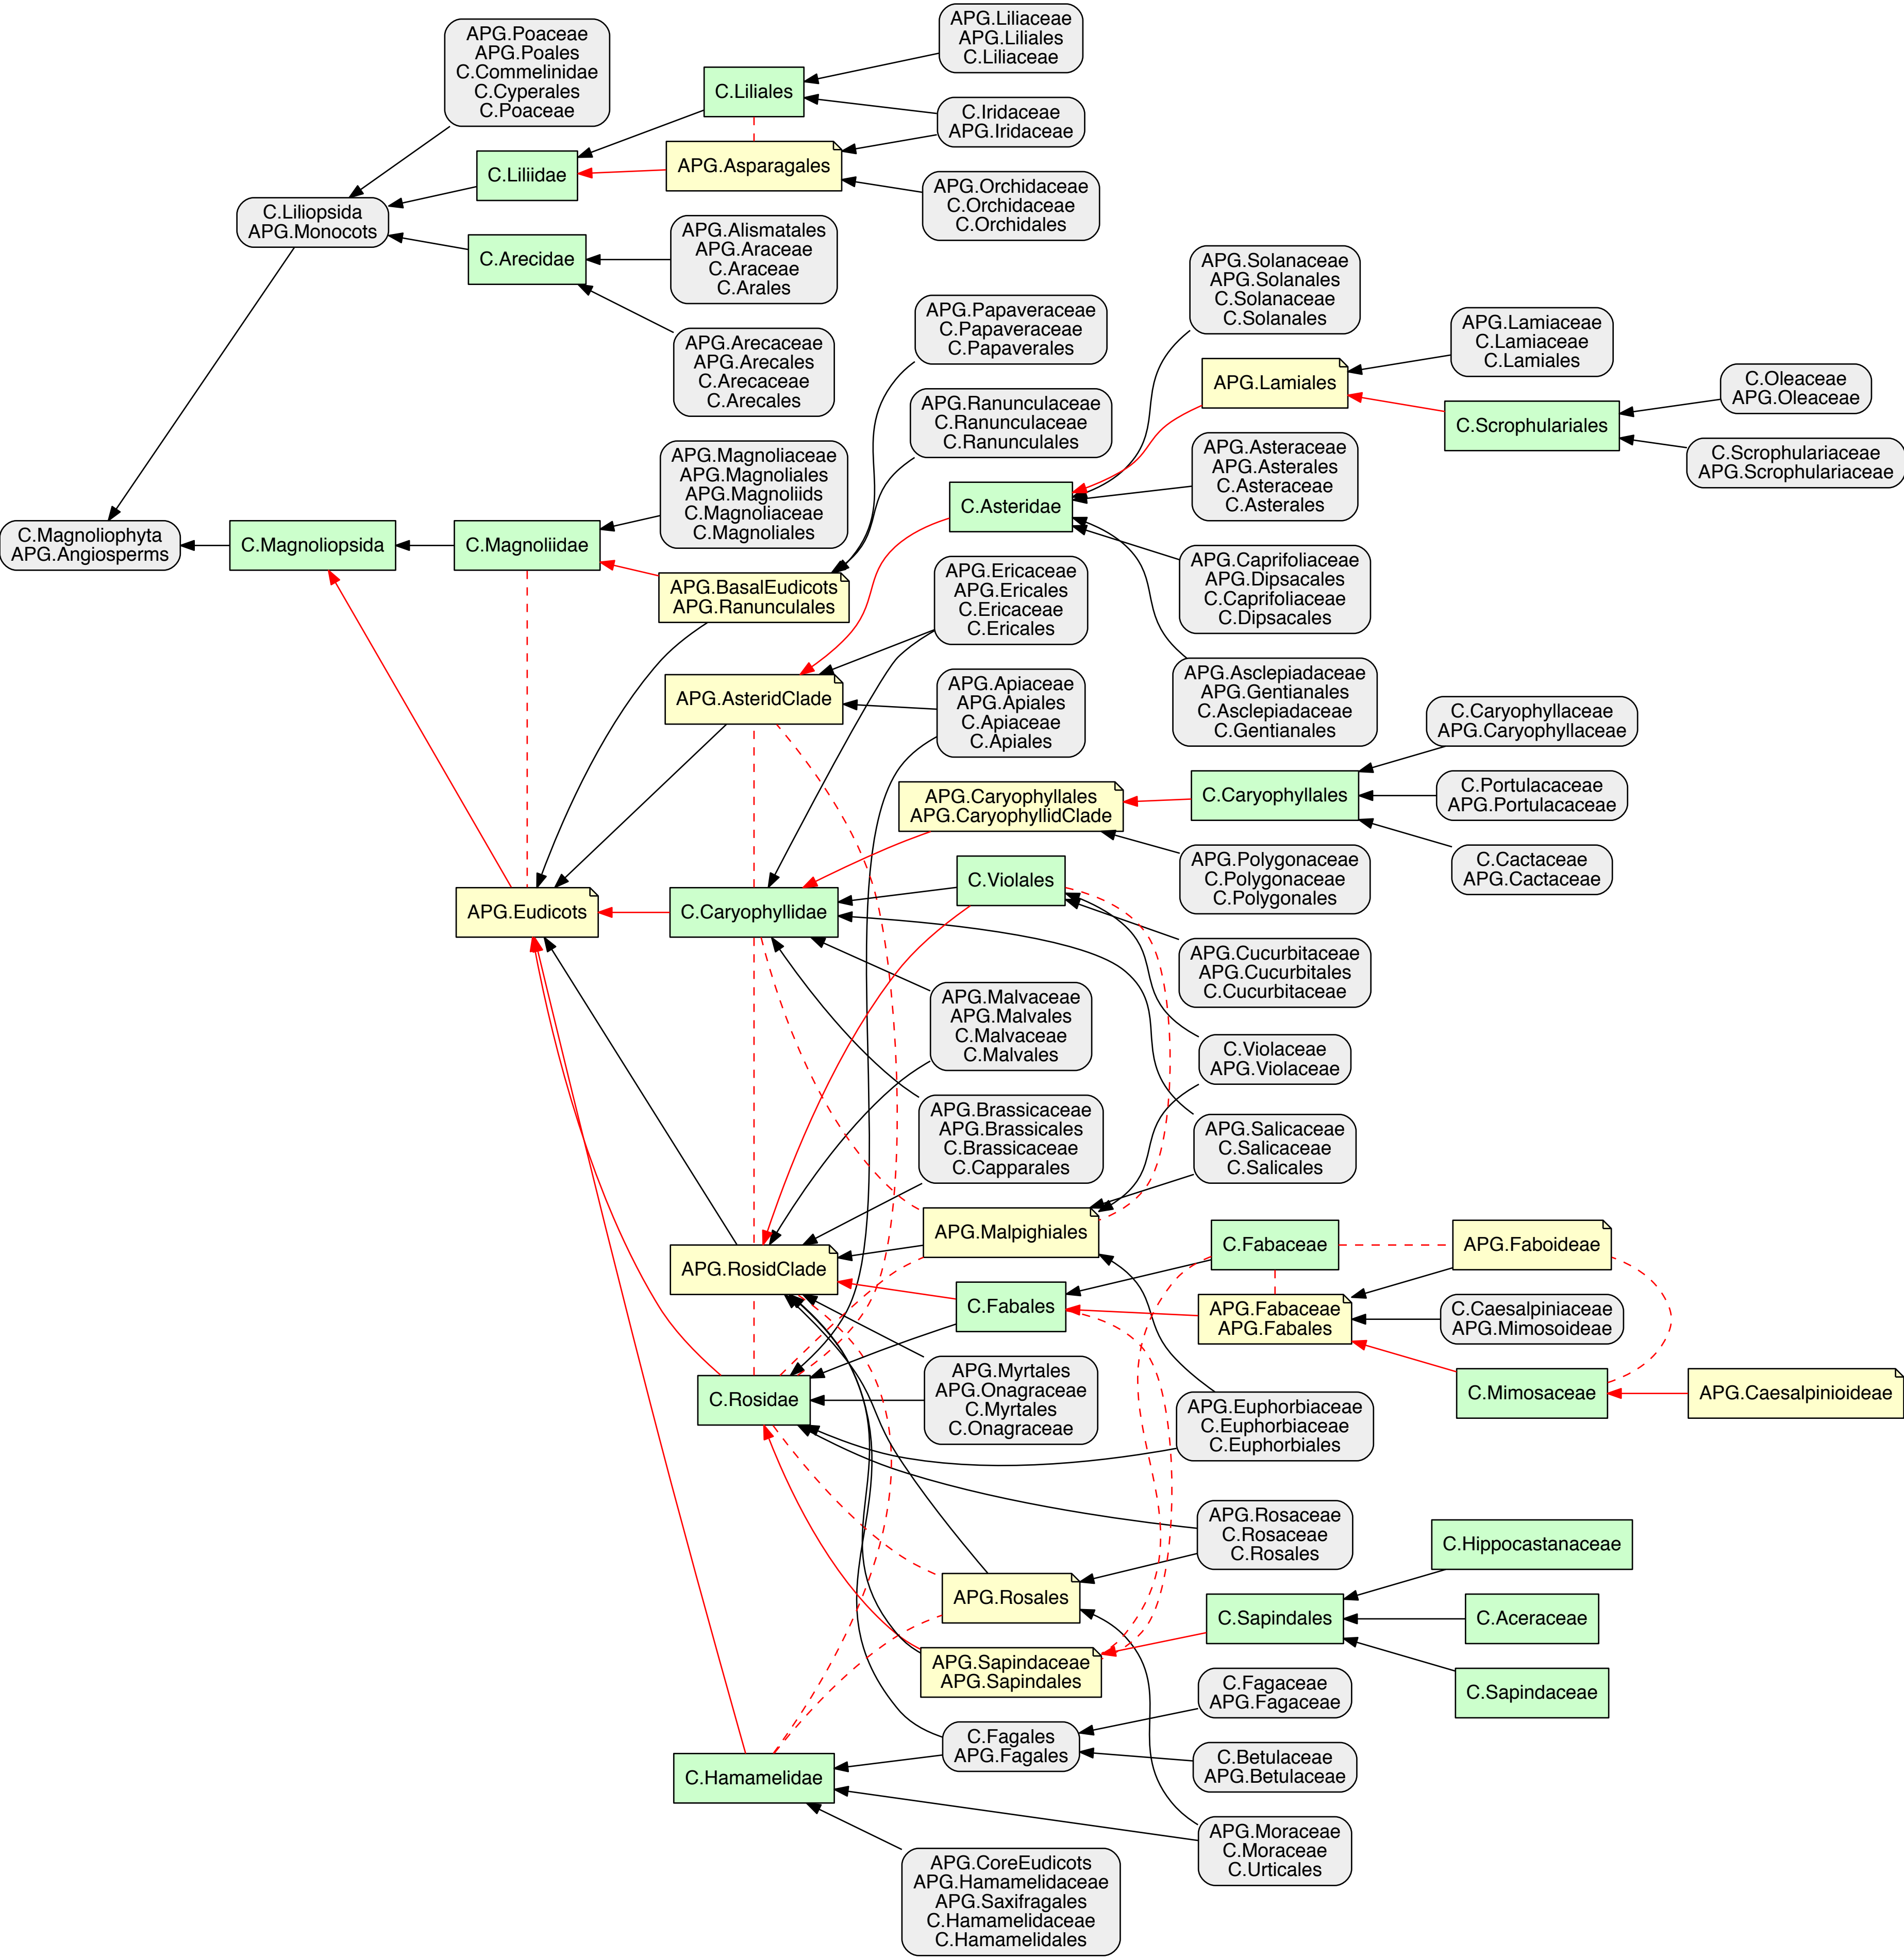 APG.Poaceae
APG.Poales
C.Commelinidae
C.Cyperales
C.Poaceae
APG.Liliaceae
APG.Liliales
C.Liliaceae
C.Liliales
C.Iridaceae
APG.Iridaceae
APG.Asparagales
C.Liliidae
APG.Orchidaceae
C.Orchidaceae
C.Orchidales
C.Liliopsida
APG.Monocots
C.Arecidae
APG.Alismatales
APG.Araceae
C.Araceae
C.Arales
APG.Arecaceae
APG.Arecales
C.Arecaceae
C.Arecales
APG.Solanaceae
APG.Solanales
C.Solanaceae
C.Solanales
APG.Papaveraceae
C.Papaveraceae
C.Papaverales
APG.Lamiaceae
C.Lamiaceae
C.Lamiales
APG.Lamiales
C.Oleaceae
APG.Oleaceae
APG.Ranunculaceae
C.Ranunculaceae
C.Ranunculales
C.Scrophulariales
C.Scrophulariaceae
APG.Scrophulariaceae
APG.Magnoliaceae
APG.Magnoliales
APG.Magnoliids
C.Magnoliaceae
C.Magnoliales
APG.Asteraceae
APG.Asterales
C.Asteraceae
C.Asterales
C.Asteridae
C.Magnoliophyta
APG.Angiosperms
C.Magnoliopsida
C.Magnoliidae
APG.BasalEudicots
APG.Ranunculales
APG.Ericaceae
APG.Ericales
C.Ericaceae
C.Ericales
APG.Caprifoliaceae
APG.Dipsacales
C.Caprifoliaceae
C.Dipsacales
APG.AsteridClade
APG.Apiaceae
APG.Apiales
C.Apiaceae
C.Apiales
APG.Asclepiadaceae
APG.Gentianales
C.Asclepiadaceae
C.Gentianales
C.Caryophyllaceae
APG.Caryophyllaceae
APG.Caryophyllales
APG.CaryophyllidClade
C.Caryophyllales
C.Portulacaceae
APG.Portulacaceae
C.Cactaceae
APG.Cactaceae
APG.Polygonaceae
C.Polygonaceae
C.Polygonales
C.Violales
APG.Eudicots
C.Caryophyllidae
APG.Cucurbitaceae
APG.Cucurbitales
C.Cucurbitaceae
APG.Malvaceae
APG.Malvales
C.Malvaceae
C.Malvales
C.Violaceae
APG.Violaceae
APG.Brassicaceae
APG.Brassicales
C.Brassicaceae
C.Capparales
APG.Salicaceae
C.Salicaceae
C.Salicales
APG.Malpighiales
C.Fabaceae
APG.Faboideae
APG.RosidClade
C.Fabales
APG.Fabaceae
APG.Fabales
C.Caesalpiniaceae
APG.Mimosoideae
C.Rosidae
APG.Myrtales
APG.Onagraceae
C.Myrtales
C.Onagraceae
C.Mimosaceae
APG.Caesalpinioideae
APG.Euphorbiaceae
C.Euphorbiaceae
C.Euphorbiales
APG.Rosaceae
C.Rosaceae
C.Rosales
C.Hippocastanaceae
APG.Rosales
C.Sapindales
C.Aceraceae
APG.Sapindaceae
APG.Sapindales
C.Sapindaceae
C.Fagaceae
APG.Fagaceae
C.Fagales
APG.Fagales
C.Betulaceae
APG.Betulaceae
C.Hamamelidae
APG.Moraceae
C.Moraceae
C.Urticales
APG.CoreEudicots
APG.Hamamelidaceae
APG.Saxifragales
C.Hamamelidaceae
C.Hamamelidales